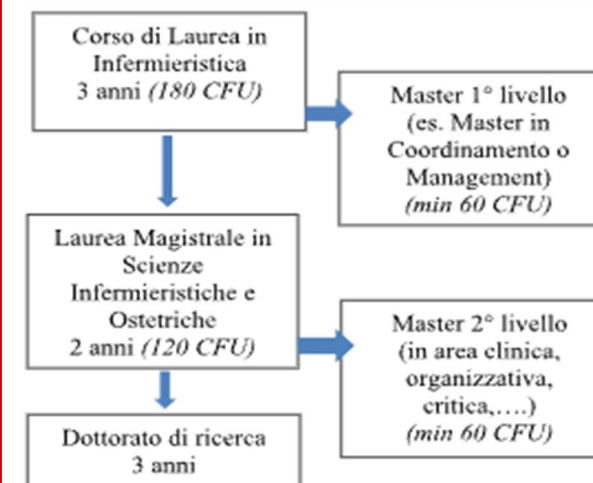 Corso di Laurea in
Infermieristica
3 anni (180 CFU)
Master 1° livello
(es. Master in
Coordinamento o
Management)
(min 60 CFU)
Laurea Magistrale in
Scienze
Infermieristiche e
Ostetriche
2 anni (120 CFU)
Master 2° livello
(in area clinica,
organizzativa,
critica,….)
(min 60 CFU)
Dottorato di ricerca
3 anni